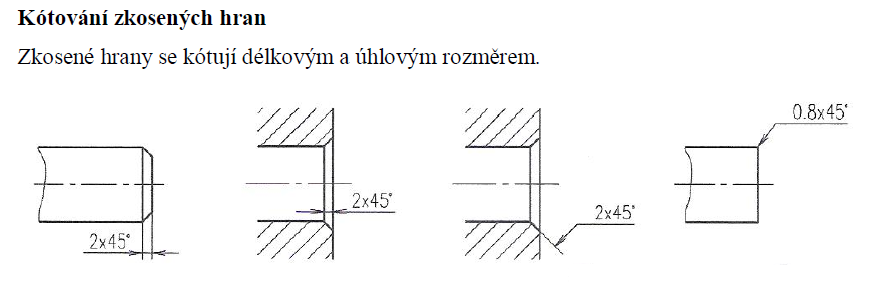 Kótování zkosených hran
Zkosené hrany se kótují délkovým a úhlovým rozměrem.
0.8x45°
2x45°
2x45°
2x45°